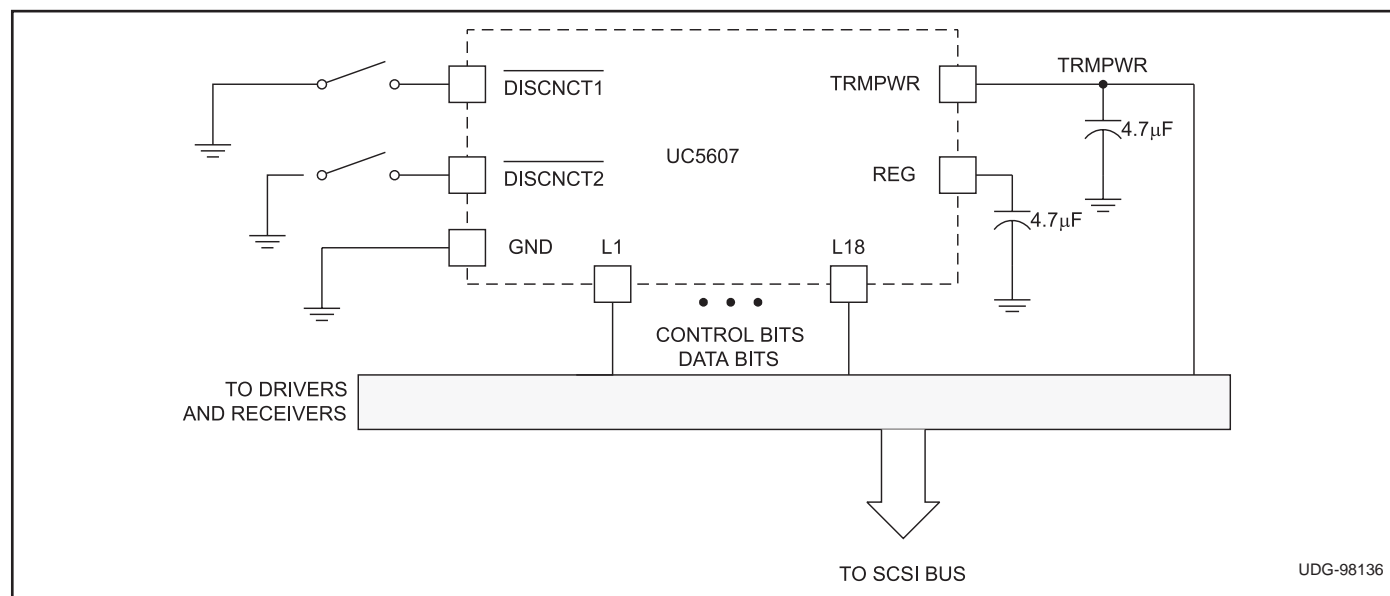 DISCNCT1
TRMPWR
TRMPWR
4.7µF
UC5607
DISCNCT2
REG
4.7µF
GND
L1
L18
CONTROL BITS
DATA BITS
TO DRIVERS
AND RECEIVERS
TO SCSI BUS
UDG-98136